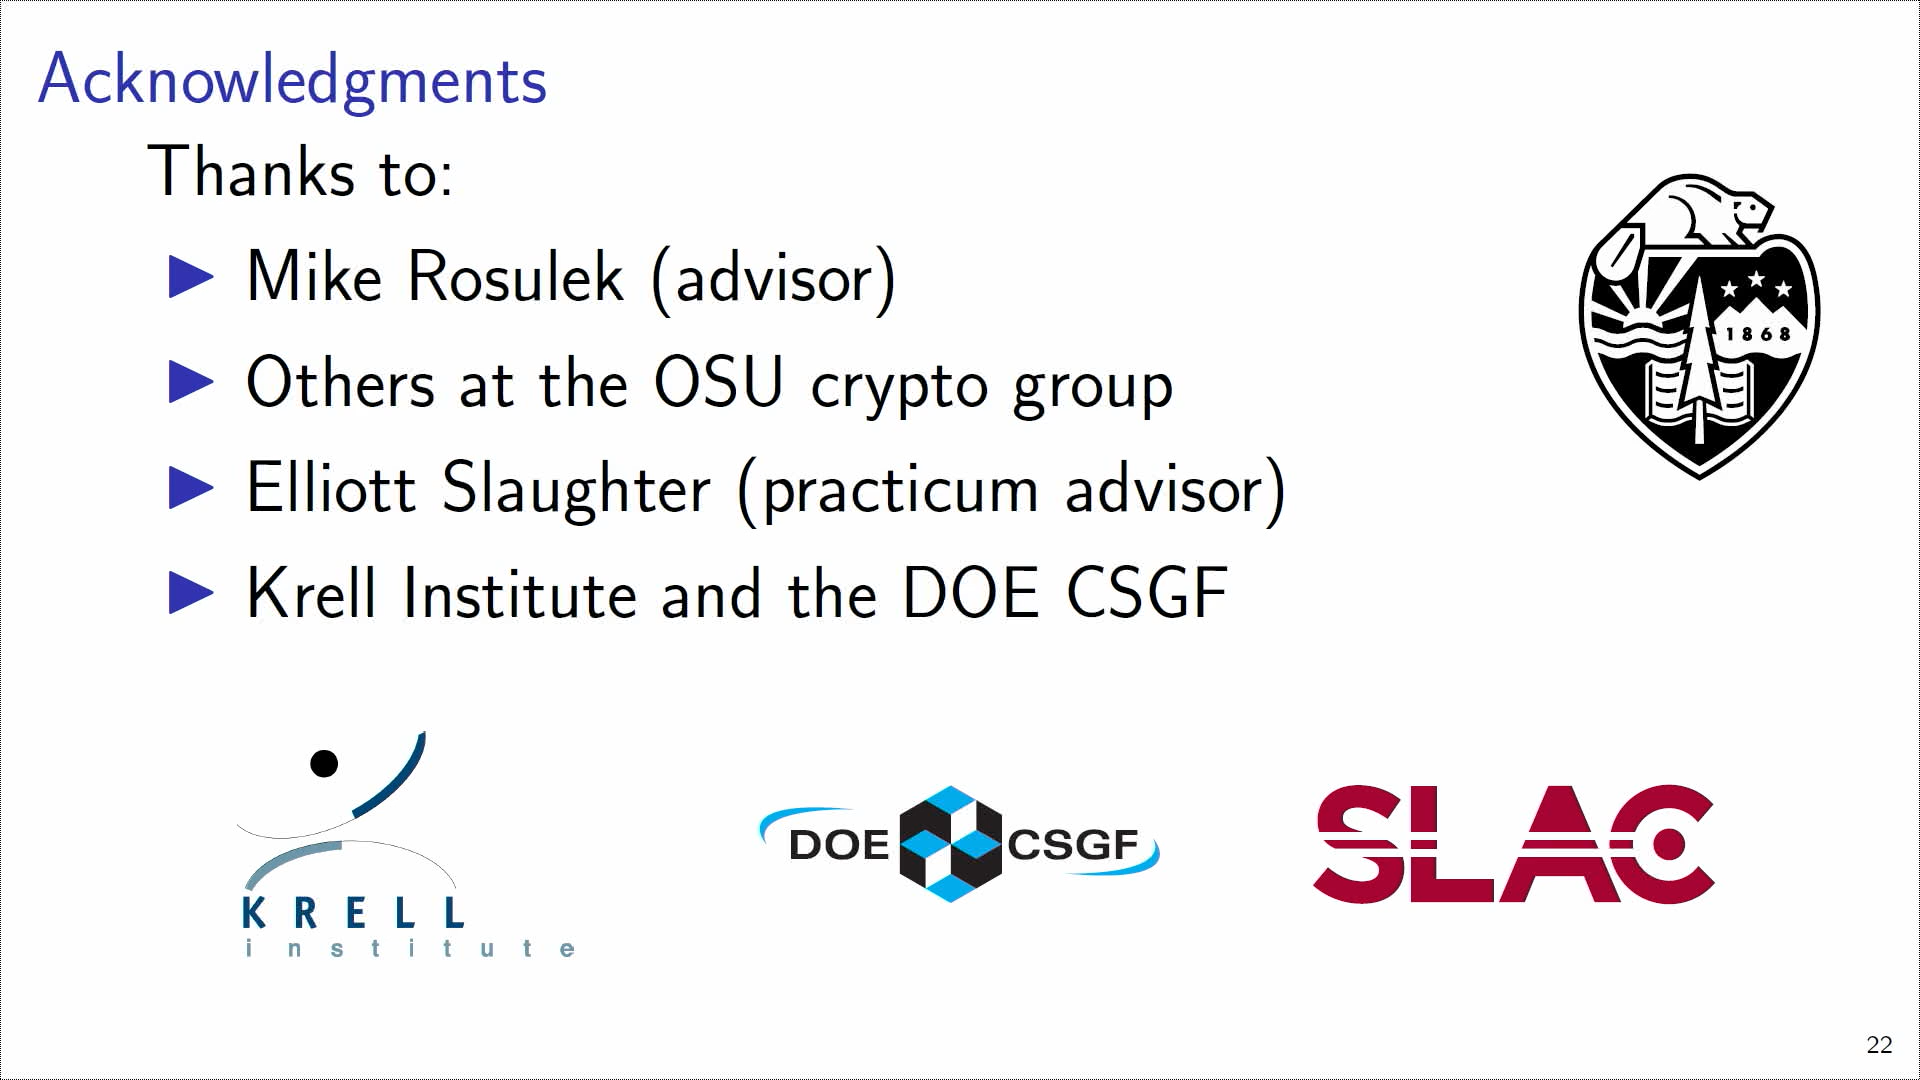 Acknowledgments
Thanks to:
Mike Rosulek (advisor)
Others at the OSU crypto group
Elliott Slaughter (practicum advisor)
Krell Institute and the DOE CSGF
1868
KRELL
institute
DOE CSGF
SLAC
22